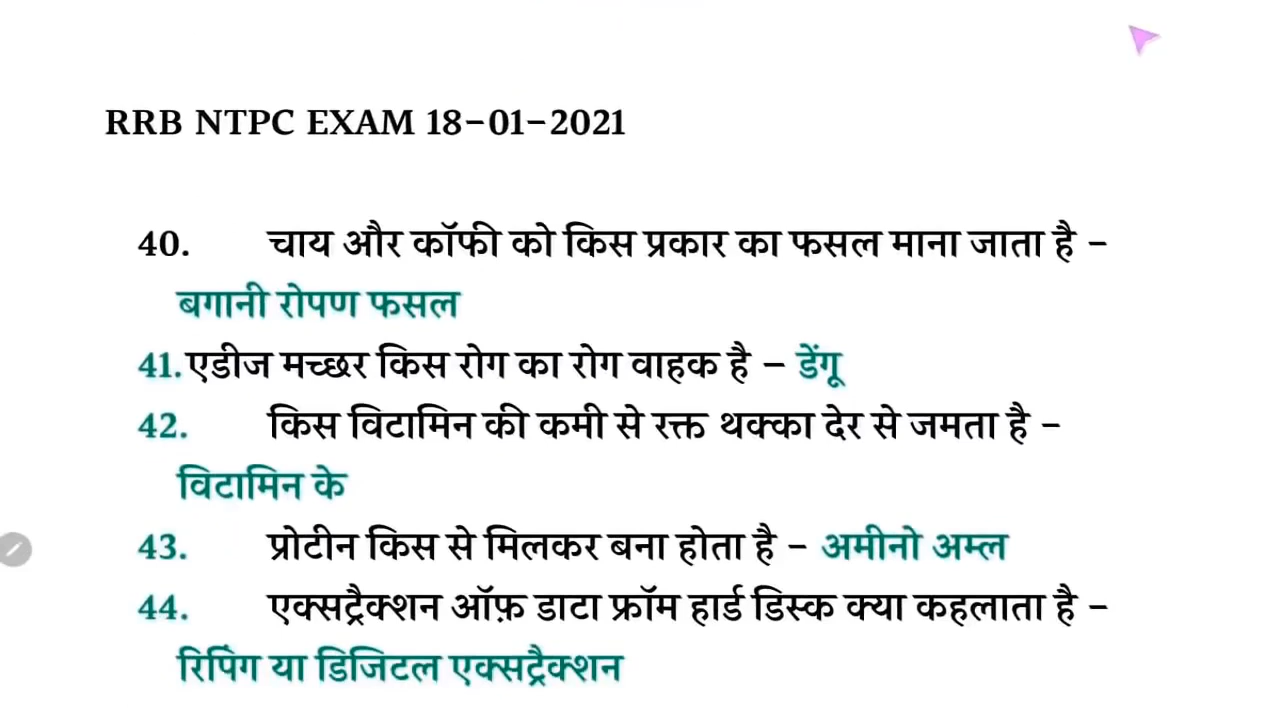 RRB NTPC EXAM 18-01-2021
40. चाय और कॉफी को किस प्रकार का फसल माना जाता है -
बगानी रोपण फसल
41. एडीज मच्छर किस रोग का रोग वाहक है - डेंगू
42. किस विटामिन की कमी से रक्त थक्का देर से जमता है -
विटामिन के
43. प्रोटीन किस से मिलकर बना होता है - अमीनो अम्ल
44. एक्सट्रैक्शन ऑफ़ डाटा फ्रॉम हार्ड डिस्क क्या कहलाता है -
रिपिंग या डिजिटल एक्सट्रैक्शन